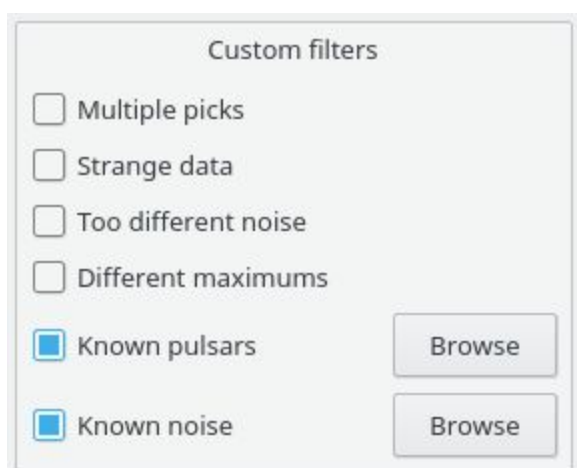 Custom filters
Multiple picks
Strange data
Too different noise
Different maximums
Known pulsars Browse
Known noise Browse